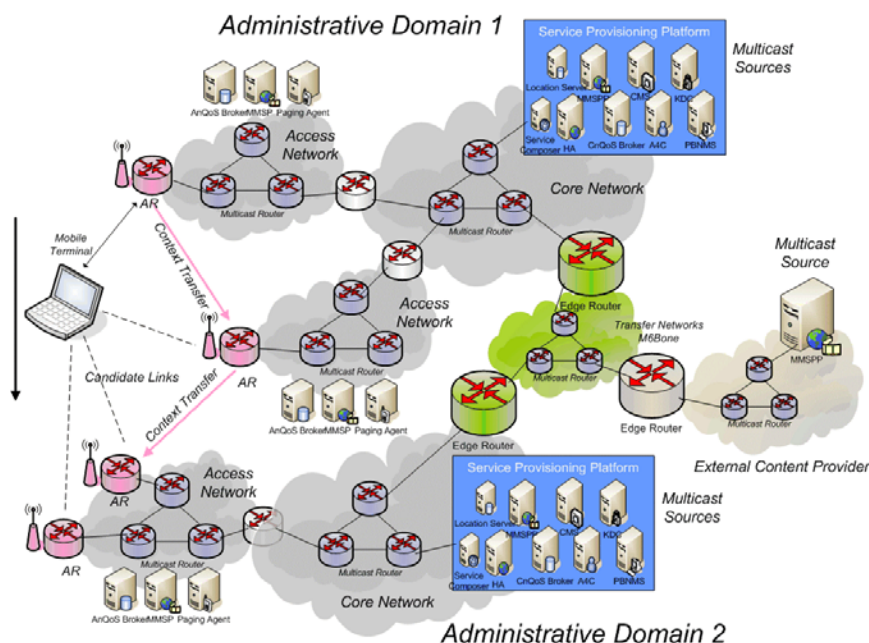 Administrative Domain 1
Service Provisioning Platform
Multicast
Sources
Location Server
MMSPP
CMS
KDC
Service
Composer
HA
CnQoS Broker
A4C
PBNMS
AnQoS Broker
MMSP
Paging Agent
Access
Network
Core Network
AR
Multicast Router
Multicast Router
Mobile
Terminal
Context Transfer
Multicast
Source
Access
Network
Edge Router
Transfer Networks
M6Bone
MMSPP
Multicast Router
Multicast Router
AR
Candidate Links
Multicast Router
Edge Router
Multicast Router
AnQoS Broker
MMSP
Paging Agent
Context Transfer
Edge Router
External Content Provider
Service Provisioning Platform
Access
Network
Multicast
Sources
AR
Location Server
MMSPP
CMS
KDC
AR
Multicast Router
Multicast Router
Service
Composer
HA
CnQoS Broker
A4C
PBNMS
AnQoS Broker
MMSP
Paging Agent
Core Network
Administrative Domain 2